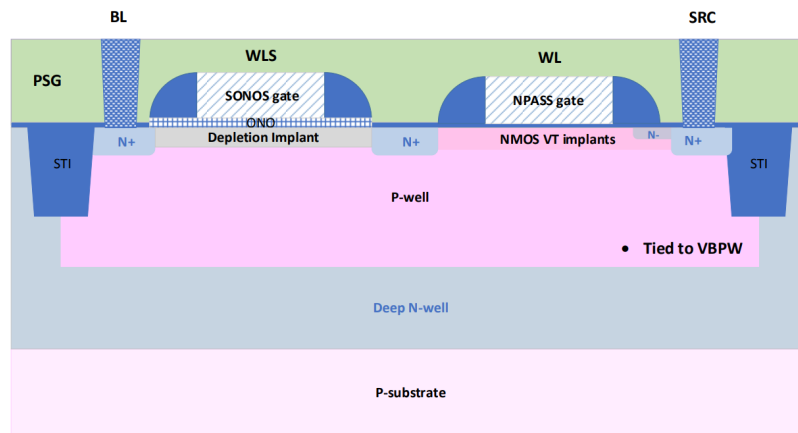 BL
SRC
WLS
WL
PSG
SONOS gate
NPASS gate
ONO
N+
Depletion Implant
N+
NMOS VT implants
N-
N+
STI
STI
P-well
• Tied to VBPW
Deep N-well
P-substrate